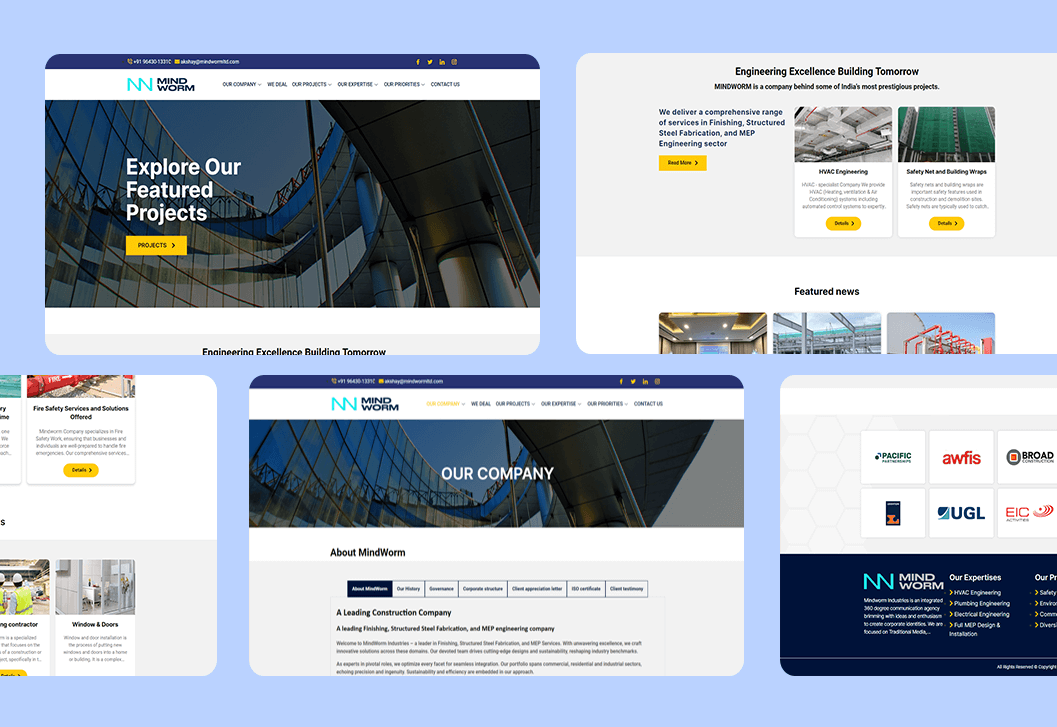 +91 96430-1331C akshay@mindwormltd.com
MIND WORM
OUR COMPANY WE DEAL OUR PROJECTS OUR EXPERTISE OUR PRIORITIES CONTACT US
Explore Our
Featured
Projects
PROJECTS
Engineering Excellence Building Tomorrow
Engineering Excellence Building Tomorrow
MINDWORM is a company behind some of India's most prestigious projects.
We deliver a comprehensive range
of services in Finishing, Structured
Steel Fabrication, and MEP
Engineering sector
Read More
HVAC Engineering
HVAC - specialist Company We provide
HVAC (Heating, ventilation & Air
Conditioning) systems including
automated control systems to expertly,
Details
Safety Net and Building Wraps
Safety nets and building wraps are
important safety features used in
construction and demolition sites.
Safety nets are typically used to catch..
Details
Featured news
FIRE
Fire Safety Services and Solutions
Offered
Mindworm Company specializes in Fire
Safety Work, ensuring that businesses and
individuals are well-prepared to handle fire
emergencies. Our comprehensive services...
Details
ng contractor
is a specialized
that focuses on the
of a construction or
ent, specifically in t...
Details
Window & Doors
Window and door installation is
the process of putting new
windows and doors into a home
or building. It is a complex...
+91 96430-1331C akshay@mindwormltd.com
MIND WORM
OUR COMPANY WE DEAL OUR PROJECTS OUR EXPERTISE OUR PRIORITIES CONTACT US
OUR COMPANY
About MindWorm
About MindWorm Our History Governance Corporate structure Client appreciation letter ISO certificate Client testimony
A Leading Construction Company
A leading Finishing, Structured Steel Fabrication, and MEP engineering company
Welcome to MindWorm Industries – a leader in Finishing, Structured Steel Fabrication, and MEP Services. With unwavering excellence, we craft
innovative solutions across these domains. Our devoted team drives cutting-edge designs and sustainability, reshaping industry benchmarks.
As experts in pivotal roles, we optimize every facet for seamless integration. Our portfolio spans commercial, residential and industrial sectors,
echoing precision and ingenuity. Sustainability and efficiency are embedded in our approach.
PACIFIC
PARTNERSHIPS
awfis
BROAD
CONSTRUCTION
UGL
EIC
ACTIVITIES
MIND WORM
Mindworm Industries is an integrated
360 degree communication agency
brimming with ideas and enthusiasm
to create corporate identities. We are
focused on Traditional Media,...
Our Expertises
HVAC Engineering
Plumbing Engineering
Electrical Engineering
Full MEP Design &
Installation
Our Pr
Safety
Enviro
Comm
Diversi
All Rights Reserved © Copyright